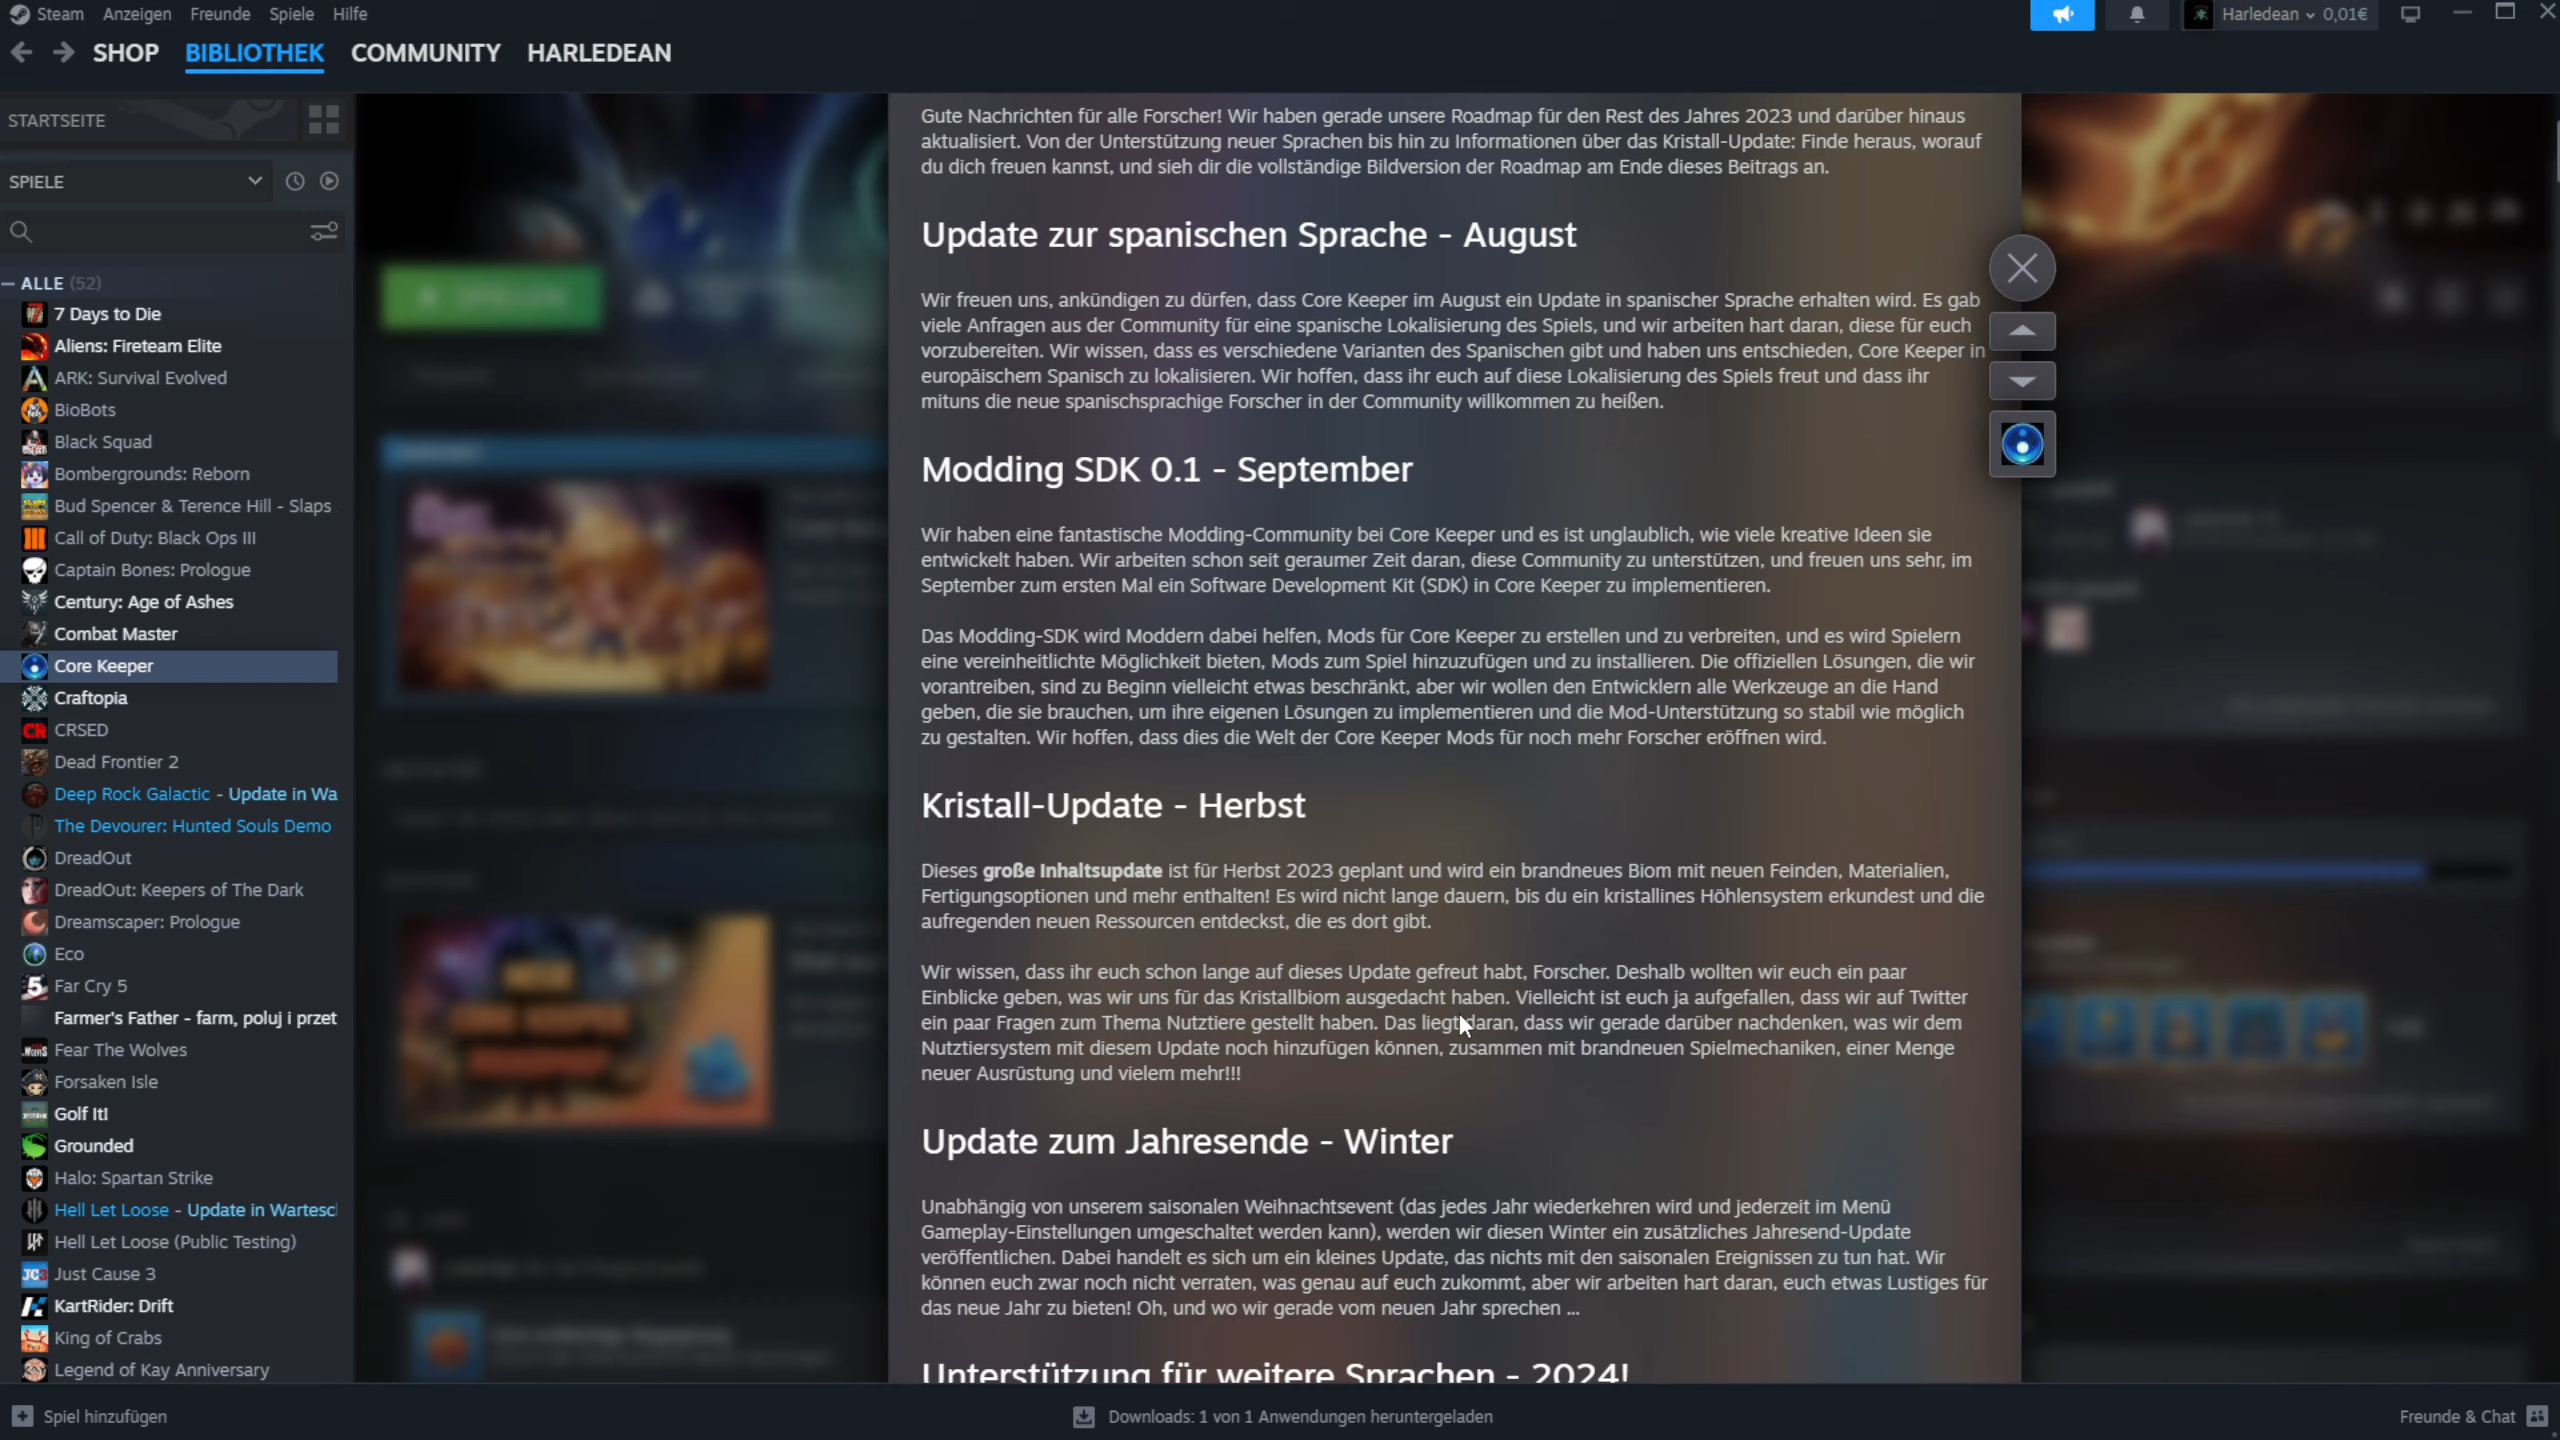 Steam Anzeigen Freunde Spiele Hilfe
Harledean 0,01€
SHOP BIBLIOTHEK COMMUNITY HARLEDEAN
STARTSEITE
SPIELE
ALLE (52)
7 Days to Die
Aliens: Fireteam Elite
ARK: Survival Evolved
BioBots
Black Squad
Bombergrounds: Reborn
Bud Spencer & Terence Hill - Slaps
Call of Duty: Black Ops III
Captain Bones: Prologue
Century: Age of Ashes
Combat Master
Core Keeper
Craftopia
CRSED
Dead Frontier 2
Deep Rock Galactic - Update in Wa
The Devourer: Hunted Souls Demo
DreadOut
DreadOut: Keepers of The Dark
Dreamscaper: Prologue
Eco
Far Cry 5
Farmer's Father - farm, poluj i przet
Fear The Wolves
Forsaken Isle
Golf It!
Grounded
Halo: Spartan Strike
Hell Let Loose - Update in Wartesc
Hell Let Loose (Public Testing)
Just Cause 3
KartRider: Drift
King of Crabs
Legend of Kay Anniversary
Gute Nachrichten für alle Forscher! Wir haben gerade unsere Roadmap für den Rest des Jahres 2023 und darüber hinaus
aktualisiert. Von der Unterstützung neuer Sprachen bis hin zu Informationen über das Kristall-Update: Finde heraus, worauf
du dich freuen kannst, und sieh dir die vollständige Bildversion der Roadmap am Ende dieses Beitrags an.
Update zur spanischen Sprache - August
Wir freuen uns, ankündigen zu dürfen, dass Core Keeper im August ein Update in spanischer Sprache erhalten wird. Es gab
viele Anfragen aus der Community für eine spanische Lokalisierung des Spiels, und wir arbeiten hart daran, diese für euch
vorzubereiten. Wir wissen, dass es verschiedene Varianten des Spanischen gibt und haben uns entschieden, Core Keeper in
europäischem Spanisch zu lokalisieren. Wir hoffen, dass ihr euch auf diese Lokalisierung des Spiels freut und dass ihr
mituns die neue spanischsprachige Forscher in der Community willkommen zu heißen.
Modding SDK 0.1 - September
Wir haben eine fantastische Modding-Community bei Core Keeper und es ist unglaublich, wie viele kreative Ideen sie
entwickelt haben. Wir arbeiten schon seit geraumer Zeit daran, diese Community zu unterstützen, und freuen uns sehr, im
September zum ersten Mal ein Software Development Kit (SDK) in Core Keeper zu implementieren.
Das Modding-SDK wird Moddern dabei helfen, Mods für Core Keeper zu erstellen und zu verbreiten, und es wird Spielern
eine vereinheitlichte Möglichkeit bieten, Mods zum Spiel hinzuzufügen und zu installieren. Die offiziellen Lösungen, die wir
vorantreiben, sind zu Beginn vielleicht etwas beschränkt, aber wir wollen den Entwicklern alle Werkzeuge an die Hand
geben, die sie brauchen, um ihre eigenen Lösungen zu implementieren und die Mod-Unterstützung so stabil wie möglich
zu gestalten. Wir hoffen, dass dies die Welt der Core Keeper Mods für noch mehr Forscher eröffnen wird.
Kristall-Update - Herbst
Dieses große Inhaltsupdate ist für Herbst 2023 geplant und wird ein brandneues Biom mit neuen Feinden, Materialien,
Fertigungsoptionen und mehr enthalten! Es wird nicht lange dauern, bis du ein kristallines Höhlensystem erkundest und die
aufregenden neuen Ressourcen entdeckst, die es dort gibt.
Wir wissen, dass ihr euch schon lange auf dieses Update gefreut habt, Forscher. Deshalb wollten wir euch ein paar
Einblicke geben, was wir uns für das Kristallbiom ausgedacht haben. Vielleicht ist euch ja aufgefallen, dass wir auf Twitter
ein paar Fragen zum Thema Nutztiere gestellt haben. Das liegt daran, dass wir gerade darüber nachdenken, was wir dem
Nutztiersystem mit diesem Update noch hinzufügen können, zusammen mit brandneuen Spielmechaniken, einer Menge
neuer Ausrüstung und vielem mehr!!!
Update zum Jahresende - Winter
Unabhängig von unserem saisonalen Weihnachtsevent (das jedes Jahr wiederkehren wird und jederzeit im Menü
Gameplay-Einstellungen umgeschaltet werden kann), werden wir diesen Winter ein zusätzliches Jahresend-Update
veröffentlichen. Dabei handelt es sich um ein kleines Update, das nichts mit den saisonalen Ereignissen zu tun hat. Wir
können euch zwar noch nicht verraten, was genau auf euch zukommt, aber wir arbeiten hart daran, euch etwas Lustiges für
das neue Jahr zu bieten! Oh, und wo wir gerade vom neuen Jahr sprechen ...
Unterstützung für weitere Sprachen - 2024!
Spiel hinzufügen
Downloads: 1 von 1 Anwendungen heruntergeladen
Freunde & Chat